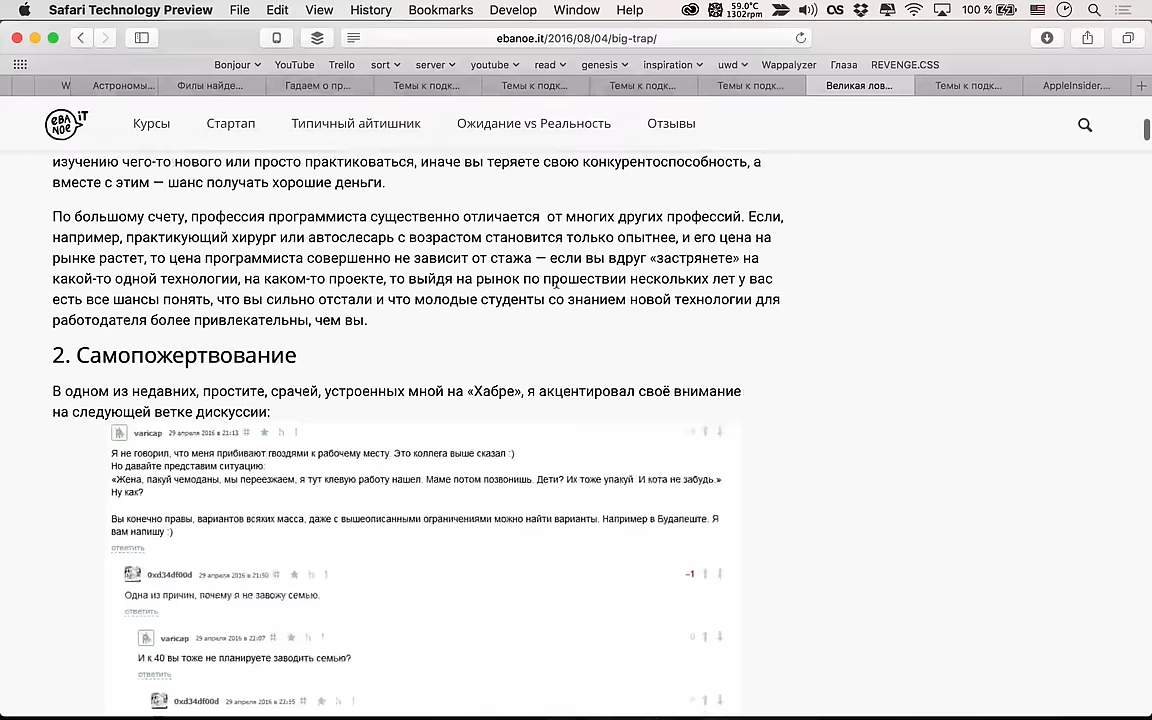 Safari Technology Preview File Edit View History Bookmarks Develop Window Help 59.0°C 1302rpm 100 %
ebanoe.it/2016/08/04/big-trap/
Bonjour YouTube Trello sort server youtube read genesis inspiration uwd Wappalyzer Глаза REVENGE.CSS
W Астрономы... Филы найде... Гадаем о пр... Темы к подк... Темы к подк... Темы к подк... Темы к подк... Великая лов... Темы к подк... AppleInsider....
EBA NOE IT Курсы Стартап Типичный айтишник Ожидание vs Реальность Отзывы
изучению чего-то нового или просто практиковаться, иначе вы теряете свою конкурентоспособность, а
вместе с этим — шанс получать хорошие деньги.
По большому счету, профессия программиста существенно отличается от многих других профессий. Если,
например, практикующий хирург или автослесарь с возрастом становится только опытнее, и его цена на
рынке растет, то цена программиста совершенно не зависит от стажа — если вы вдруг «застрянете» на
какой-то одной технологии, на каком-то проекте, то выйдя на рынок по прошествии нескольких лет у вас
есть все шансы понять, что вы сильно отстали и что молодые студенты со знанием новой технологии для
работодателя более привлекательны, чем вы.
2. Самопожертвование
В одном из недавних, простите, срачей, устроенных мной на «Хабре», я акцентировал своё внимание
на следующей ветке дискуссии:
varicap 29 апреля 2016 в 21:13 #
Я не говорил, что меня прибивают гвоздями к рабочему месту. Это коллега выше сказал :)
Но давайте представим ситуацию:
«Жена, пакуй чемоданы, мы переезжаем, я тут клевую работу нашел. Маме потом позвонишь. Дети? Их тоже упакуй. И кота не забудь.»
Ну как?
Вы конечно правы, вариантов всяких масса, даже с вышеописанными ограничениями можно найти варианты. Например в Будапеште. Я
вам напишу :)
ответить
0xd34df00d 29 апреля 2016 в 21:50 # –1
Одна из причин, почему я не завожу семью.
ответить
varicap 29 апреля 2016 в 22:07 # 0
И к 40 вы тоже не планируете заводить семью?
ответить
0xd34df00d 29 апреля 2016 в #